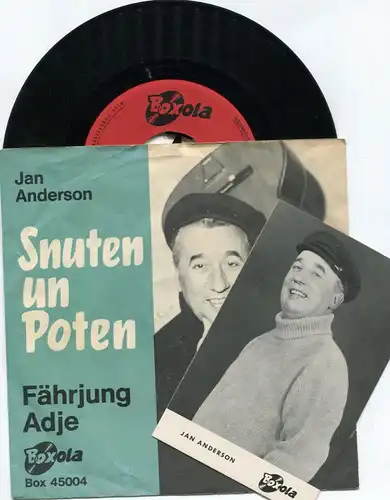 Boxola
Jan
Anderson
Snuten
un
Poten
Fährjung
Adje
Boxola
Box 45004
JAN ANDERSON
Boxola